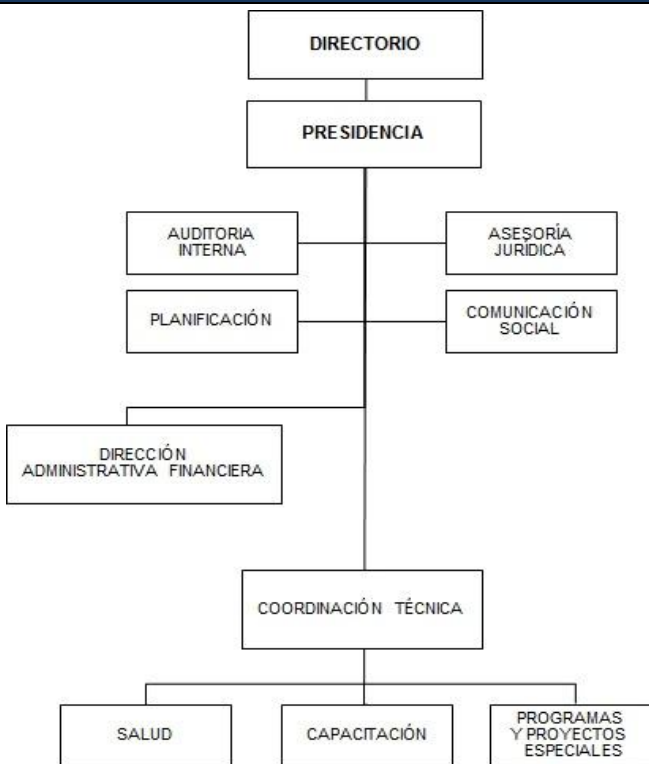 DIRECTORIO
PRESIDENCIA
AUDITORIA
INTERNA
ASESORÍA
JURÍDICA
PLANIFICACIÓN
COMUNICACIÓN
SOCIAL
DIRECCIÓN
ADMINISTRATIVA FINANCIERA
COORDINACIÓN TÉCNICA
SALUD
CAPACITACIÓN
PROGRAMAS
Y PROYECTOS
ESPECIALES